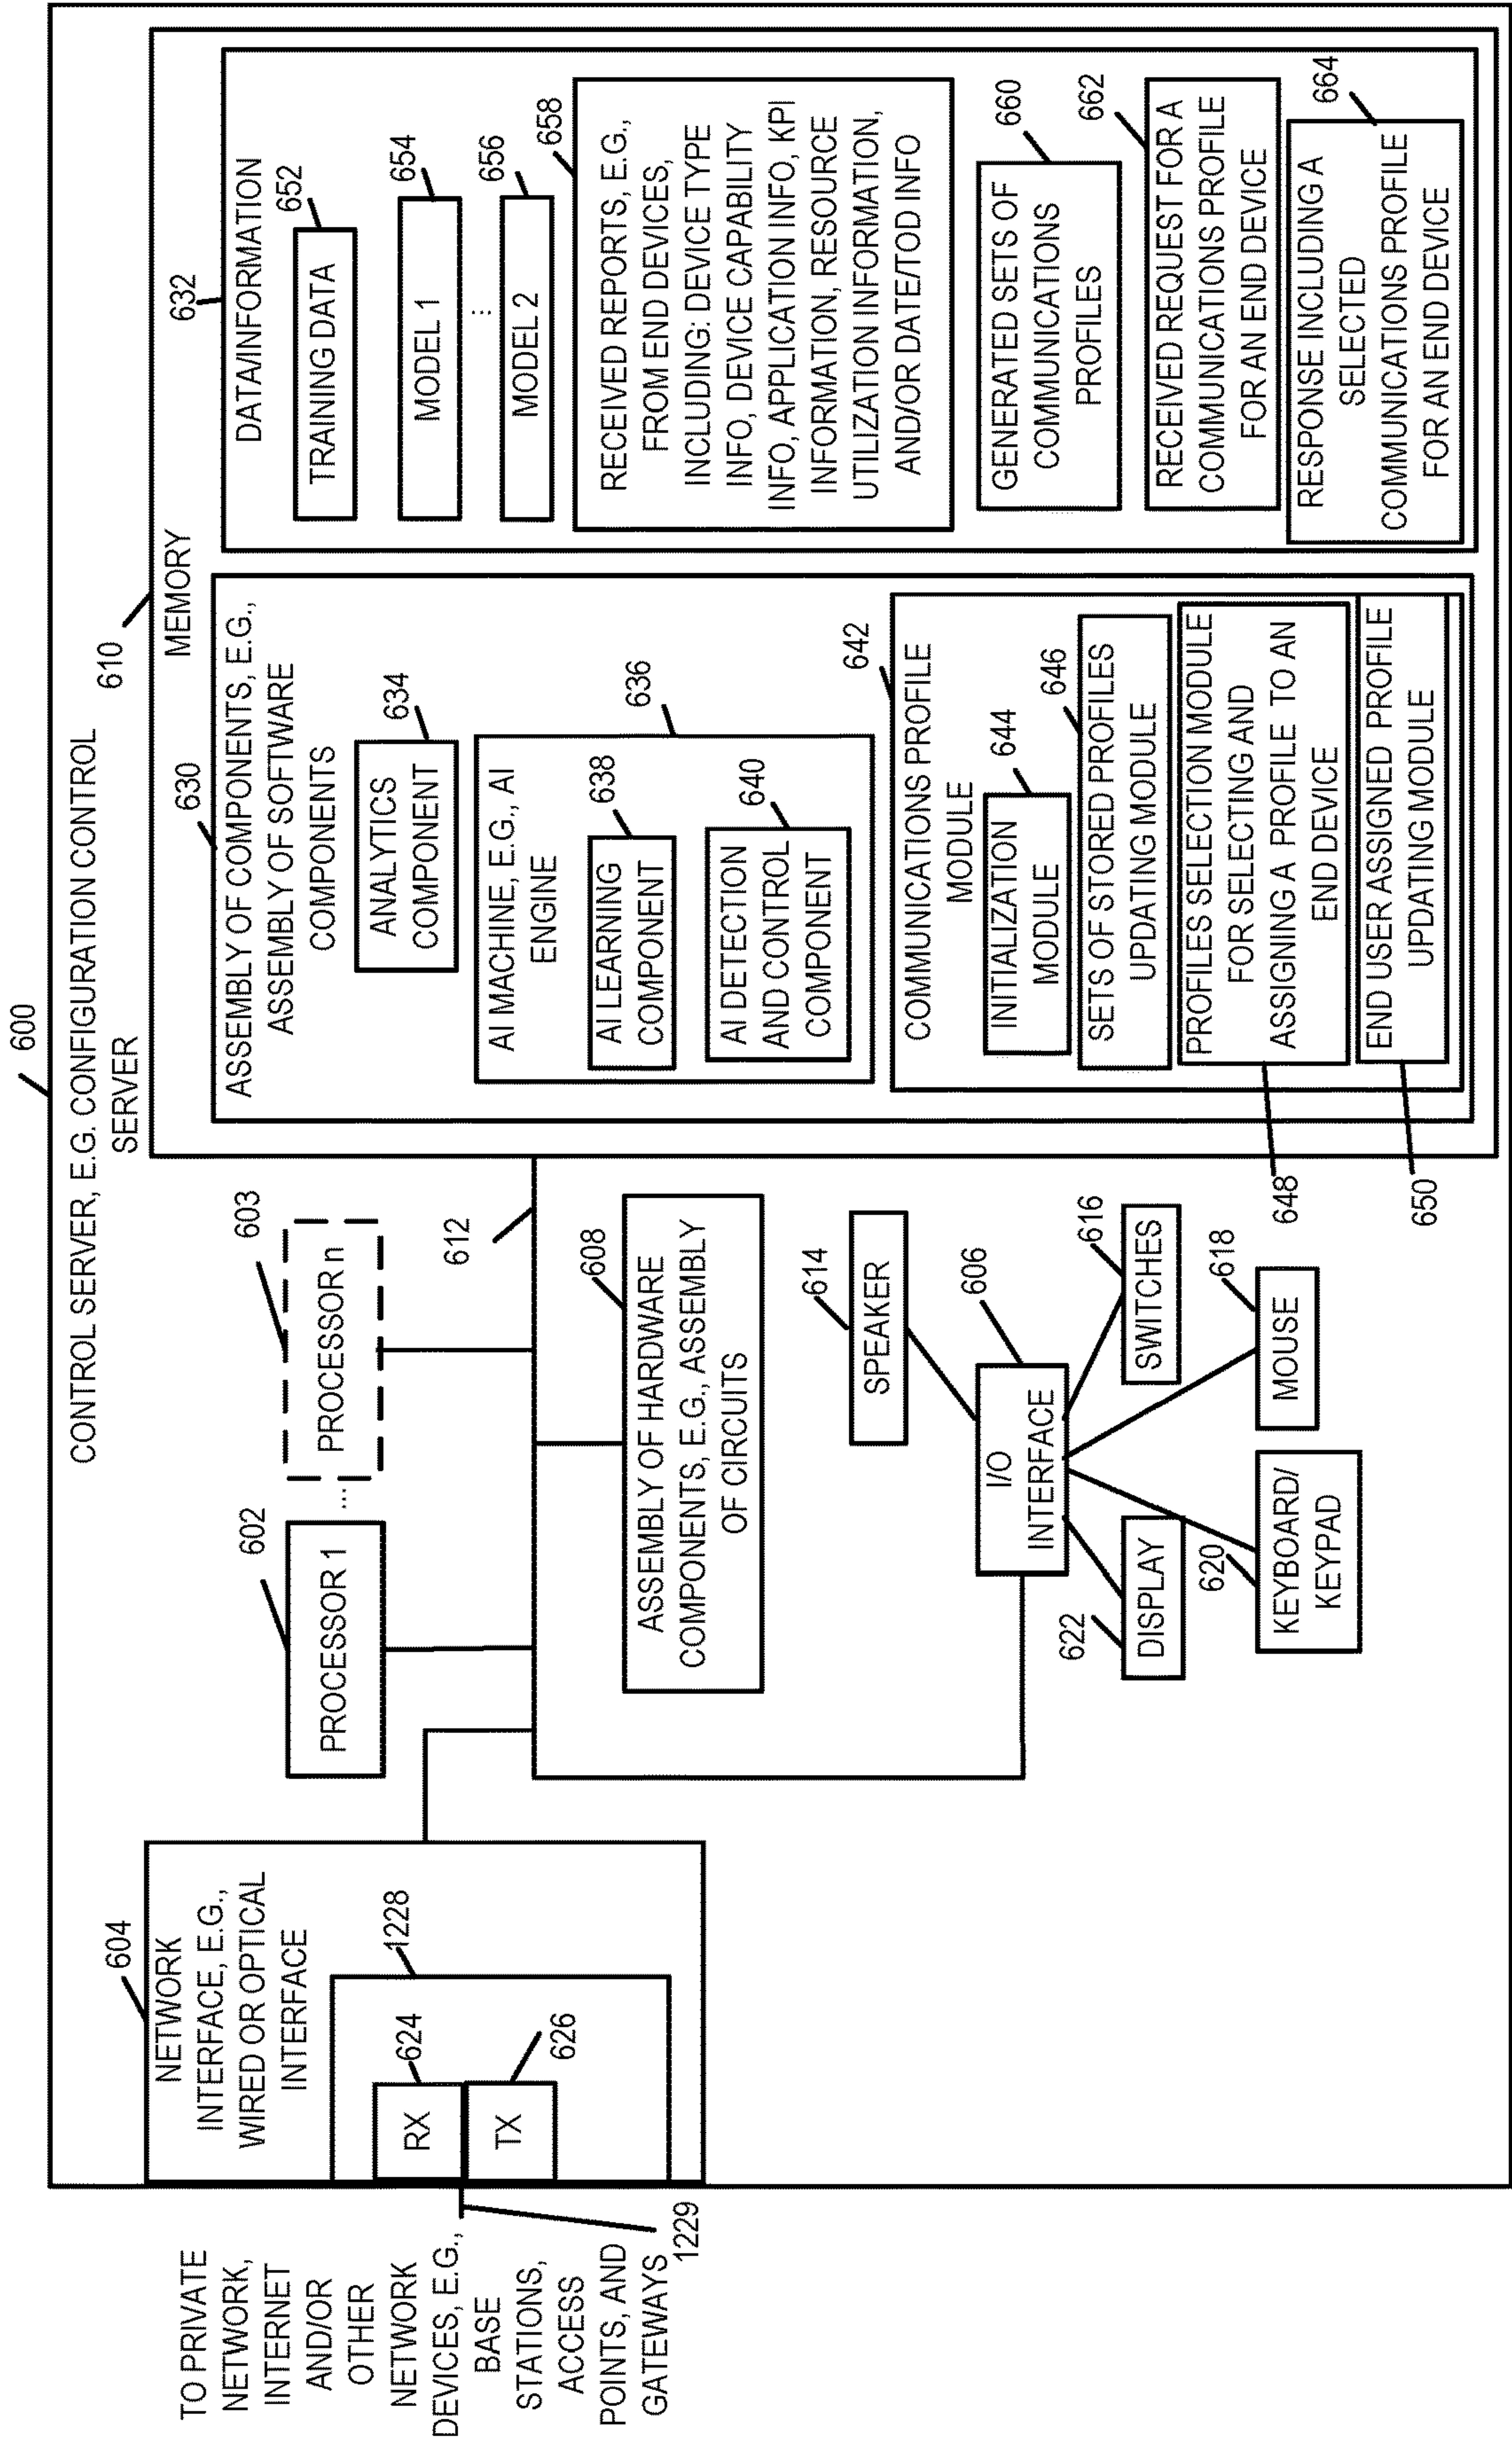 600
CONTROL SERVER, E.G. CONFIGURATION CONTROL
SERVER
TO PRIVATE
NETWORK,
INTERNET
AND/OR
OTHER
NETWORK
DEVICES, E.G.,
BASE
STATIONS,
ACCESS
POINTS, AND
GATEWAYS
1229
604
NETWORK
INTERFACE, E.G.,
WIRED OR OPTICAL
INTERFACE
1228
RX
624
TX
626
602
PROCESSOR 1
...
603
PROCESSOR n
612
608
ASSEMBLY OF HARDWARE
COMPONENTS, E.G., ASSEMBLY
OF CIRCUITS
614
SPEAKER
606
I/O
INTERFACE
622
DISPLAY
616
SWITCHES
620
KEYBOARD/
KEYPAD
618
MOUSE
610
MEMORY
630
ASSEMBLY OF COMPONENTS, E.G.,
ASSEMBLY OF SOFTWARE
COMPONENTS
634
ANALYTICS
COMPONENT
636
AI MACHINE, E.G., AI
ENGINE
638
AI LEARNING
COMPONENT
640
AI DETECTION
AND CONTROL
COMPONENT
642
COMMUNICATIONS PROFILE
MODULE
644
INITIALIZATION
MODULE
646
SETS OF STORED PROFILES
UPDATING MODULE
PROFILES SELECTION MODULE
FOR SELECTING AND
ASSIGNING A PROFILE TO AN
END DEVICE
648
END USER ASSIGNED PROFILE
UPDATING MODULE
650
632
DATA/INFORMATION
652
TRAINING DATA
654
MODEL 1
...
656
MODEL 2
658
RECEIVED REPORTS, E.G.,
FROM END DEVICES,
INCLUDING: DEVICE TYPE
INFO, DEVICE CAPABILITY
INFO, APPLICATION INFO, KPI
INFORMATION, RESOURCE
UTILIZATION INFORMATION,
AND/OR DATE/TOD INFO
660
GENERATED SETS OF
COMMUNICATIONS
PROFILES
662
RECEIVED REQUEST FOR A
COMMUNICATIONS PROFILE
FOR AN END DEVICE
664
RESPONSE INCLUDING A
SELECTED
COMMUNICATIONS PROFILE
FOR AN END DEVICE